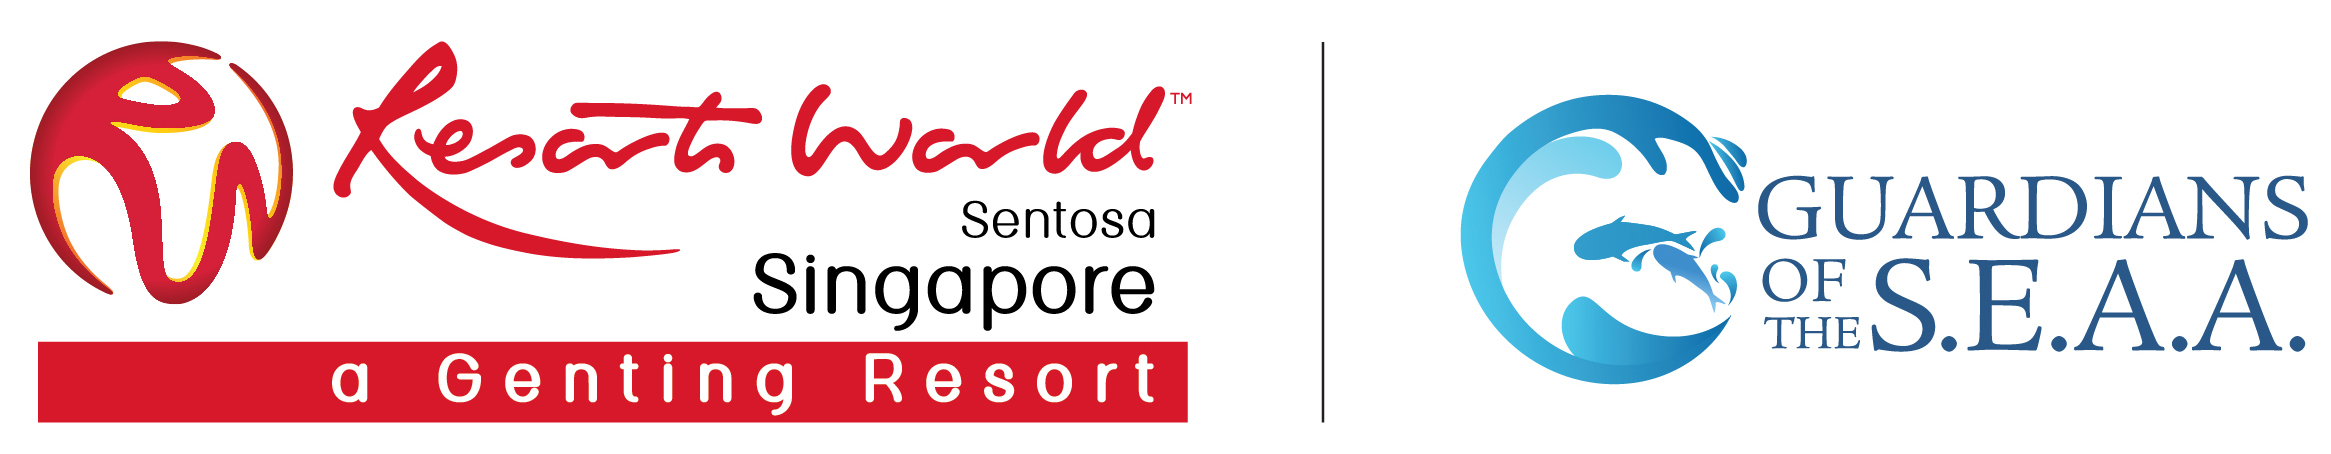 Resorts World™
Sentosa
Singapore
a Genting Resort
GUARDIANS
OF THE S.E.A.A.